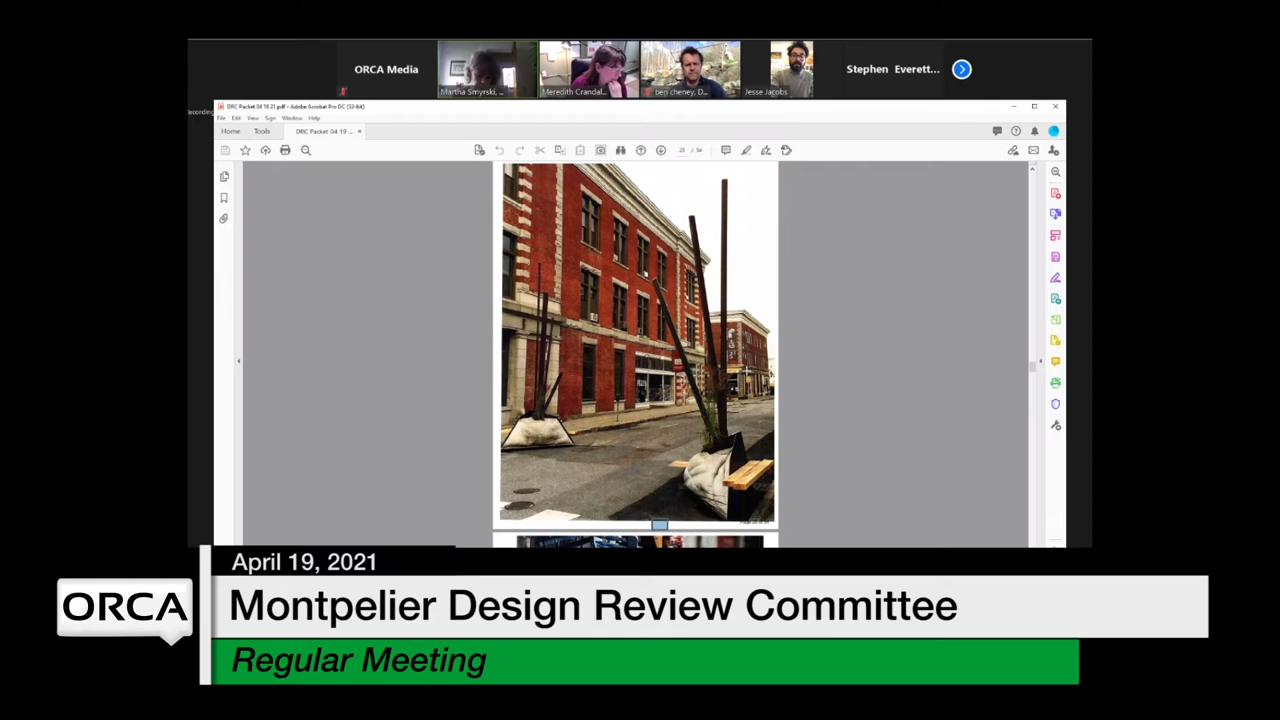 ORCA Media
Stephen Everett...
Martha Smyrski, ...
Meredith Crandal...
ben cheney, D...
Jesse Jacobs
DRC Packet 04 19 21.pdf - Adobe Acrobat Pro DC (32-bit)
File Edit View Sign Window Help
Home Tools DRC Packet 04 19 ... ×
April 19, 2021
ORCA
Montpelier Design Review Committee
Regular Meeting